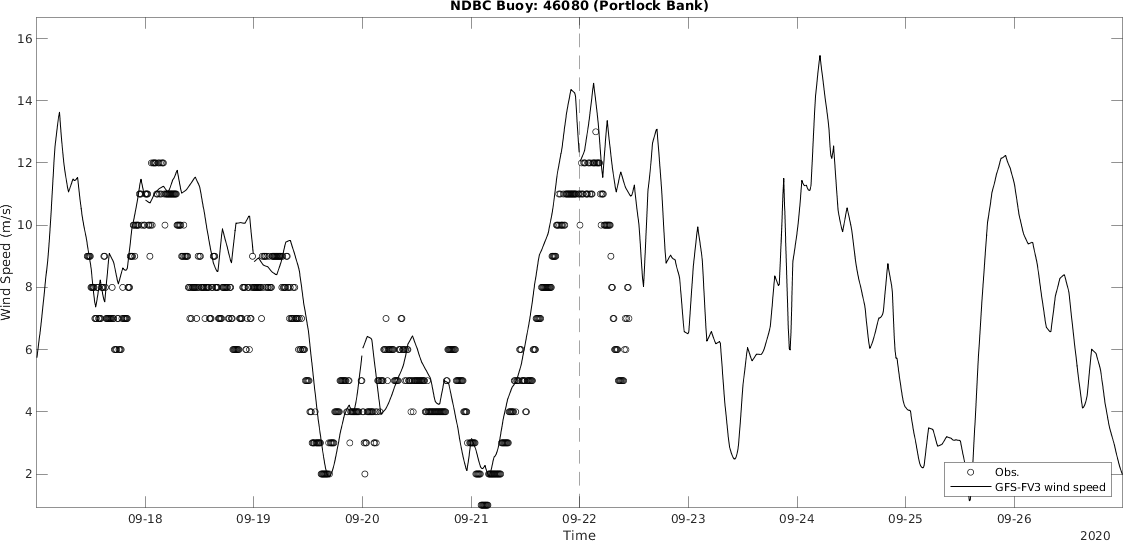 NDBC Buoy: 46080 (Portlock Bank)
Wind Speed (m/s)
16
14
12
10
8
6
4
2
Obs.
GFS-FV3 wind speed
09-18 09-19 09-20 09-21 09-22 09-23 09-24 09-25 09-26
Time
2020